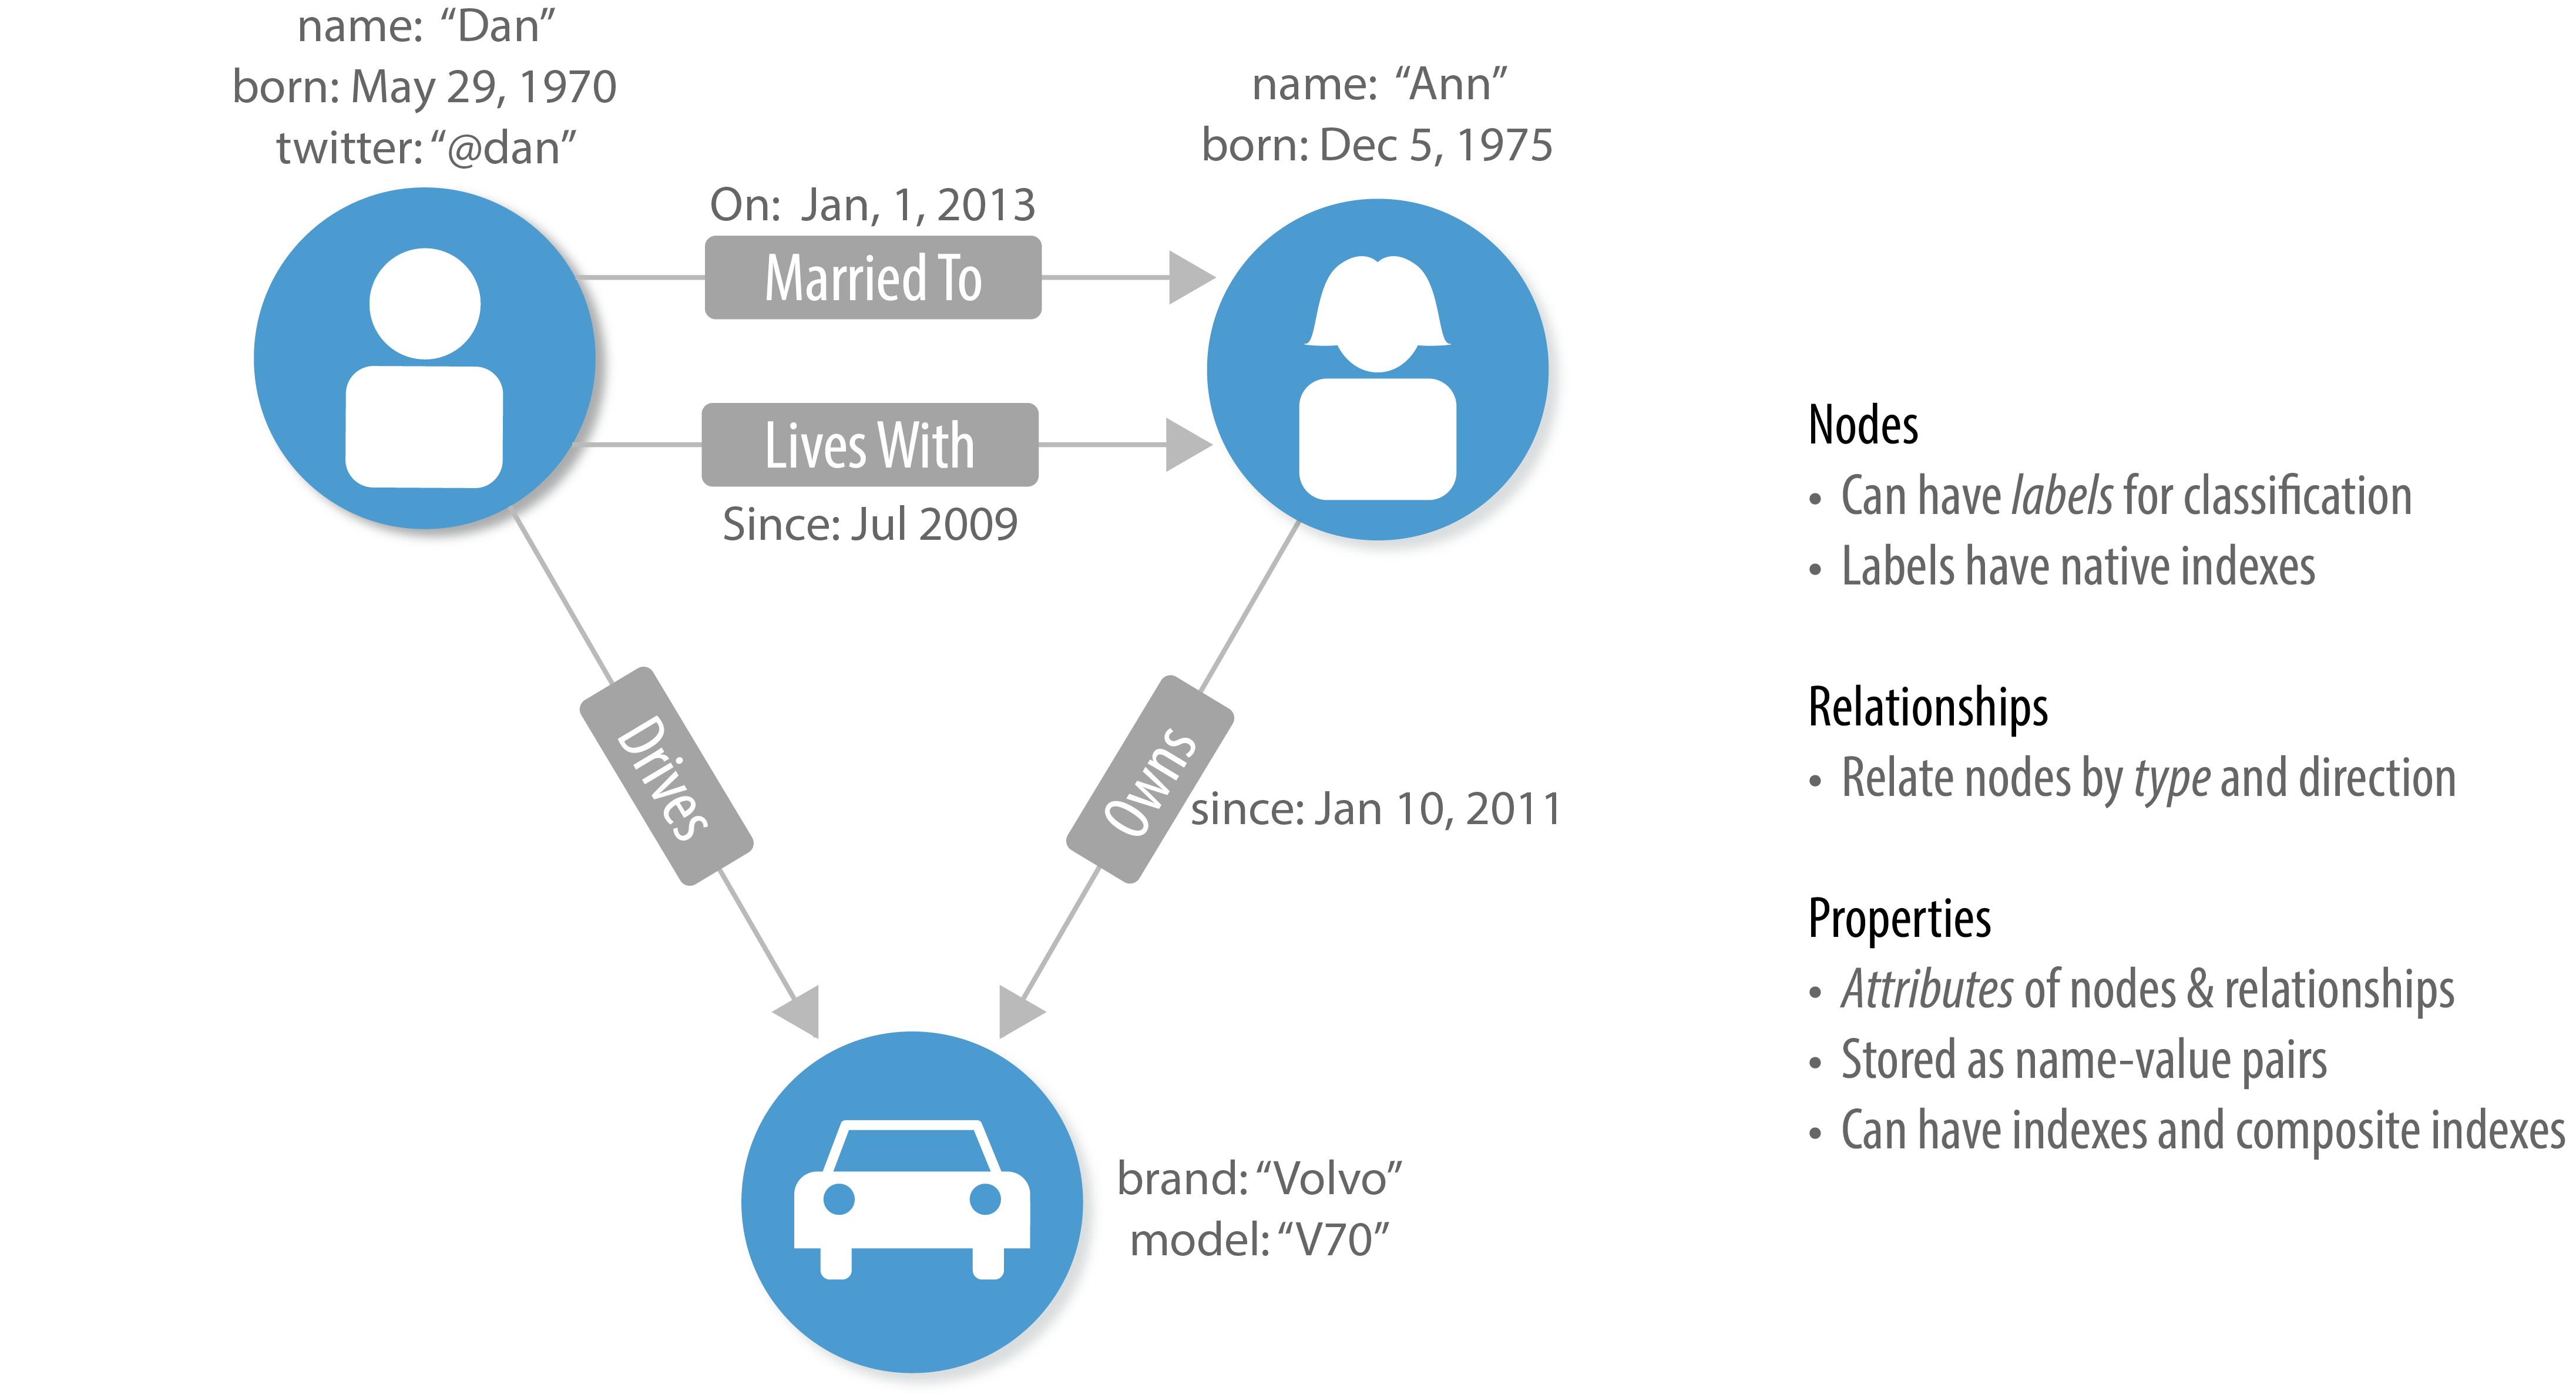 name: “Dan”
born: May 29, 1970
twitter: “@dan”
name: “Ann”
born: Dec 5, 1975
On: Jan, 1, 2013
Married To
Lives With
Since: Jul 2009
Drives
Owns
since: Jan 10, 2011
brand: “Volvo”
model: “V70”
Nodes
• Can have labels for classification
• Labels have native indexes
Relationships
• Relate nodes by type and direction
Properties
• Attributes of nodes & relationships
• Stored as name-value pairs
• Can have indexes and composite indexes